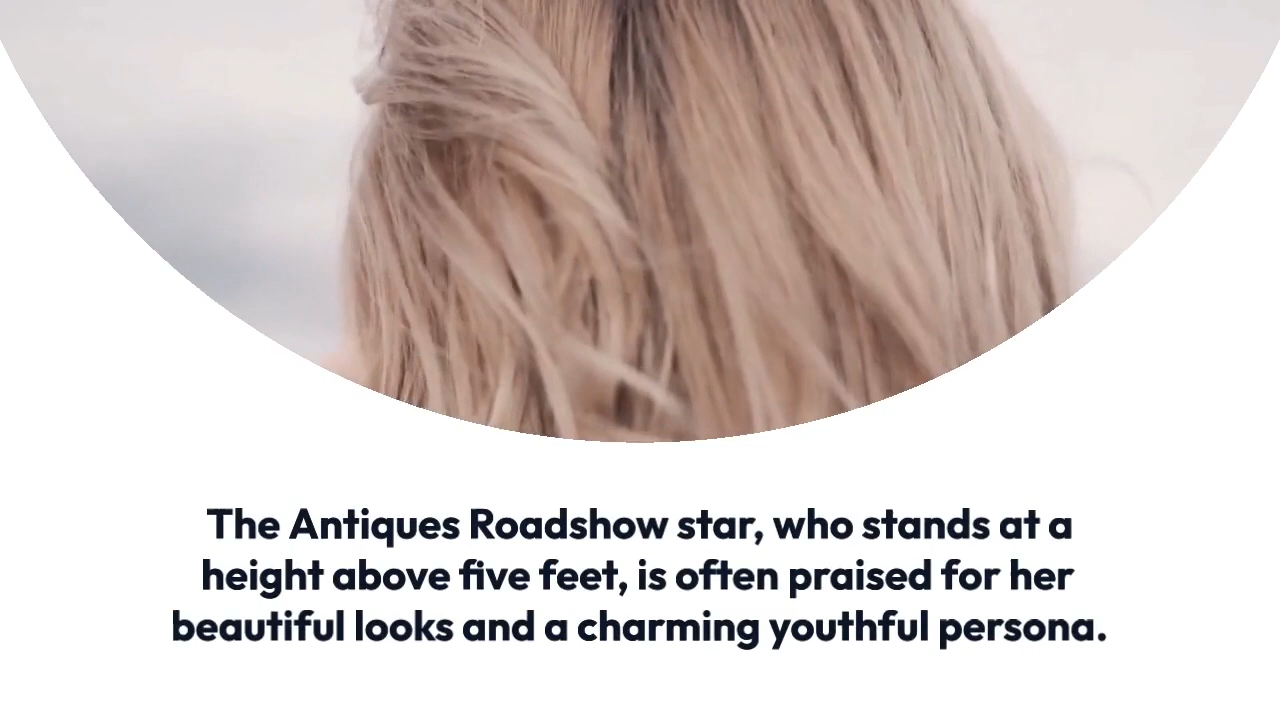 The Antiques Roadshow star, who stands at a
height above five feet, is often praised for her
beautiful looks and a charming youthful persona.